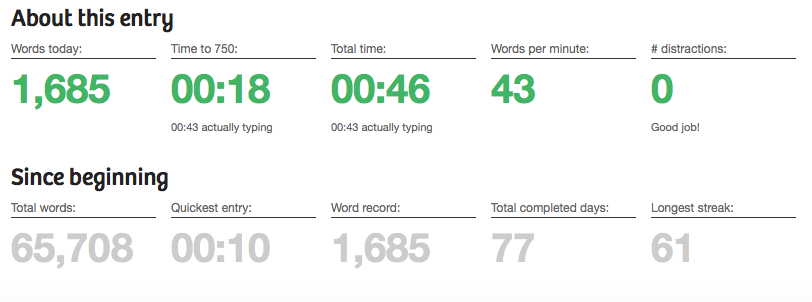 About this entry
Words today: Time to 750: Total time: Words per minute: # distractions:
1,685 00:18 00:46 43 0
00:43 actually typing 00:43 actually typing Good job!
Since beginning
Total words: Quickest entry: Word record: Total completed days: Longest streak:
65,708 00:10 1,685 77 61